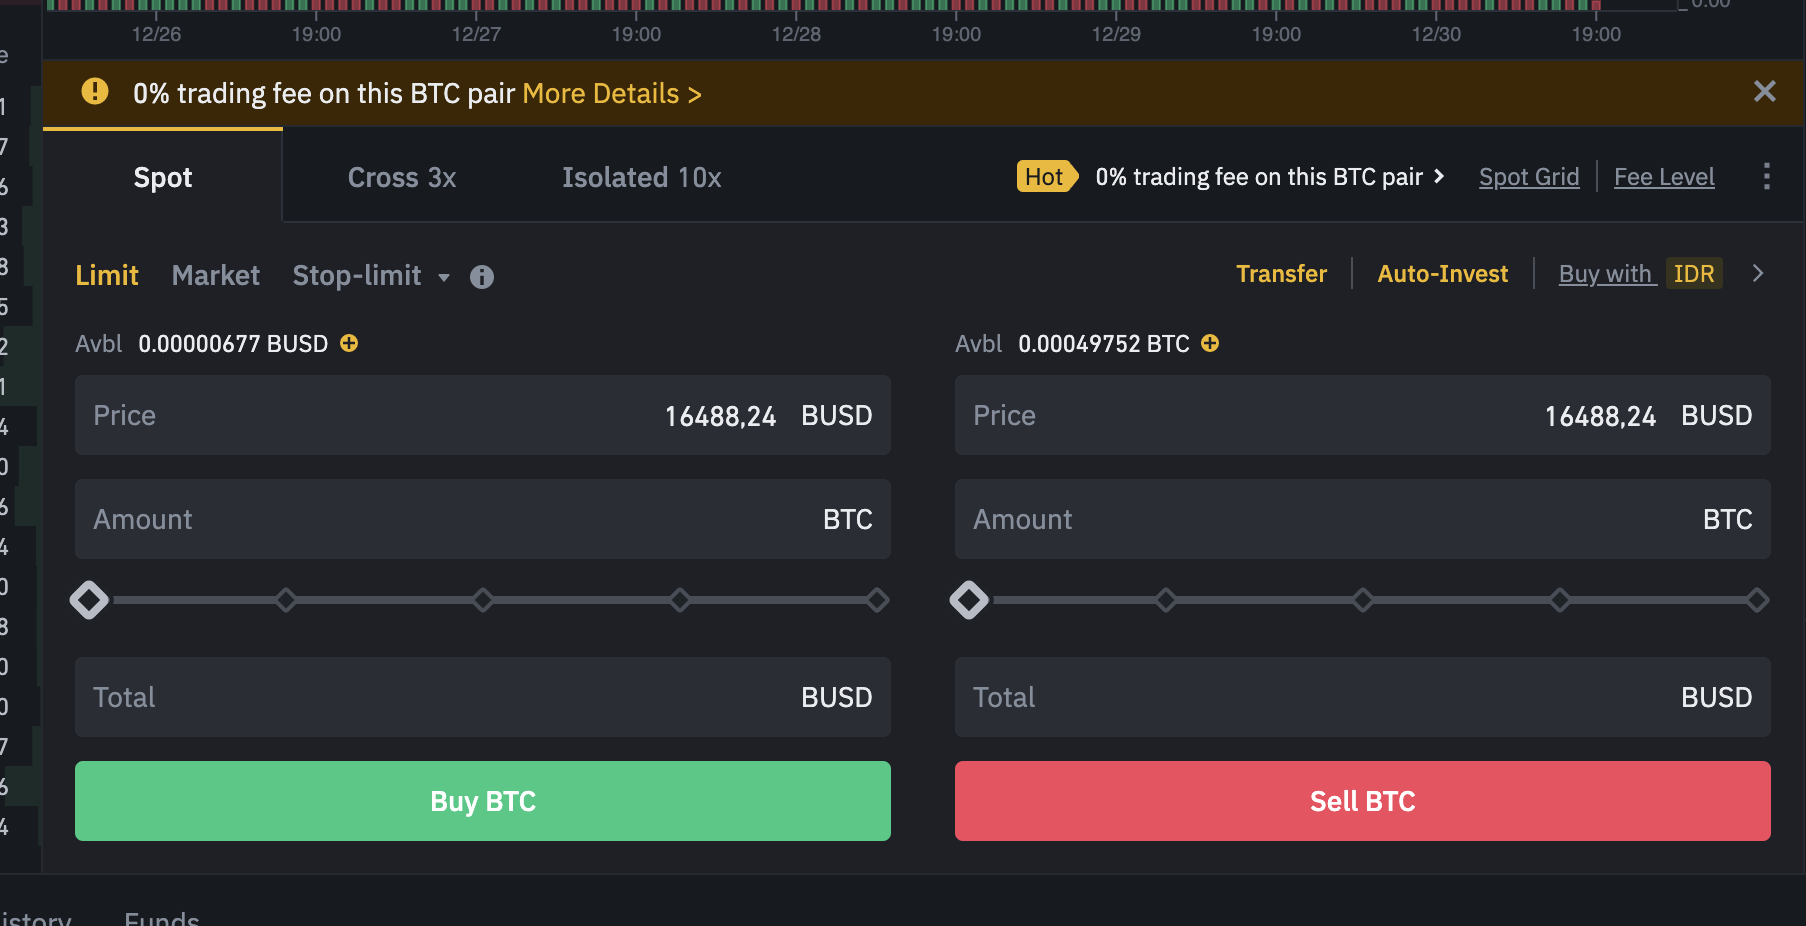 0.00
12/26 19:00 12/27 19:00 12/28 19:00 12/29 19:00 12/30 19:00
0% trading fee on this BTC pair More Details >
Spot Cross 3x Isolated 10x Hot 0% trading fee on this BTC pair Spot Grid Fee Level
Limit Market Stop-limit Transfer Auto-Invest Buy with IDR
Avbl 0.00000677 BUSD
Price 16488,24 BUSD
Amount BTC
Total BUSD
Buy BTC
Avbl 0.00049752 BTC
Price 16488,24 BUSD
Amount BTC
Total BUSD
Sell BTC
Funds